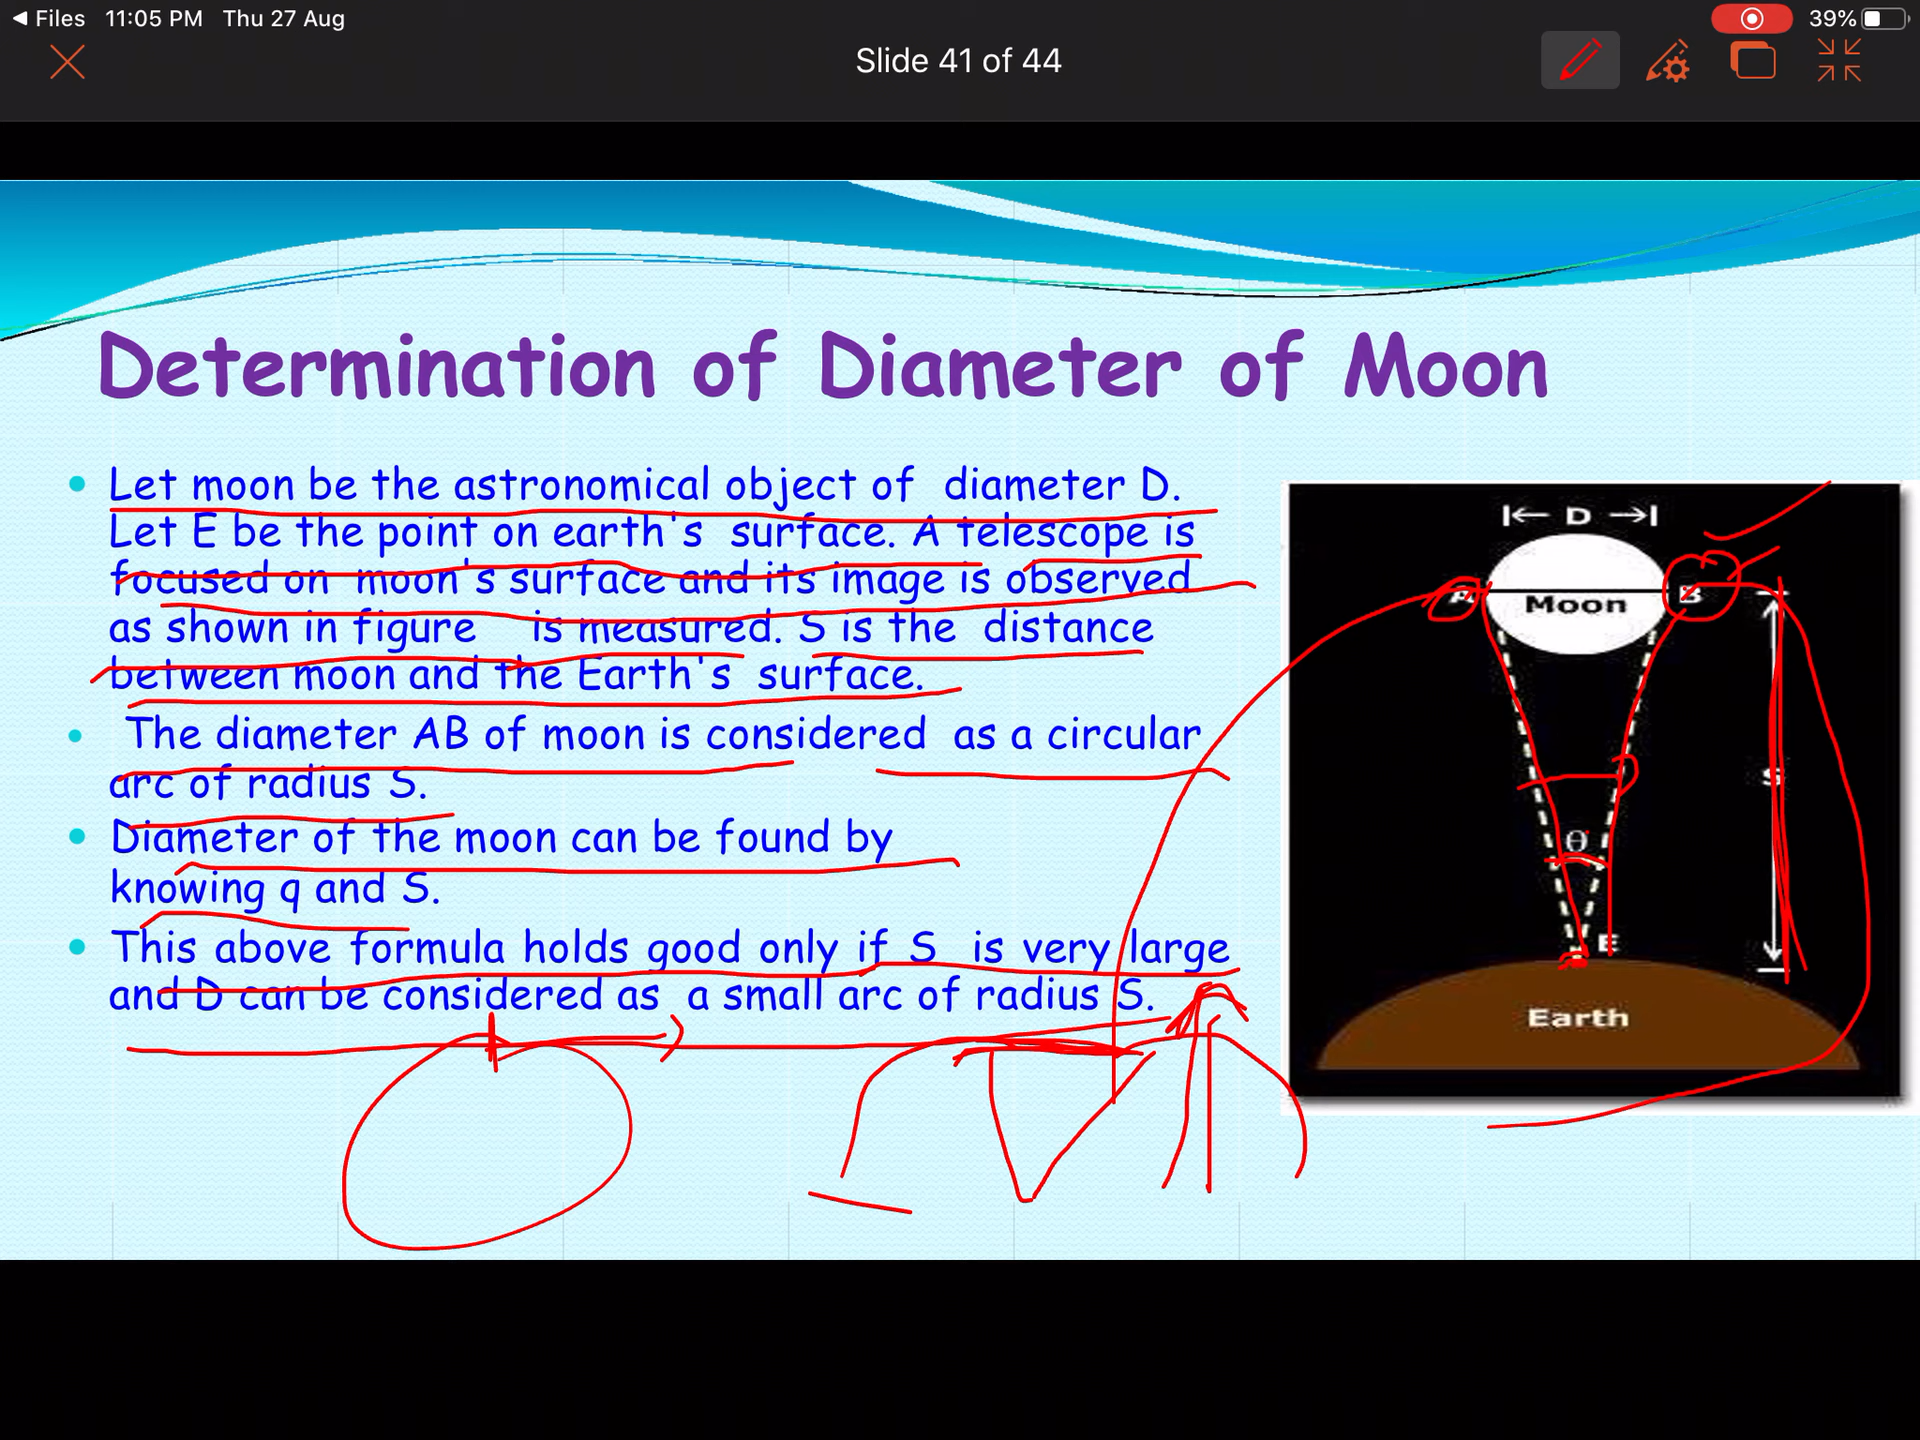 Files 11:05 PM Thu 27 Aug
39%
Slide 41 of 44
Determination of Diameter of Moon
Let moon be the astronomical object of diameter D.
Let E be the point on earth's surface. A telescope is
focused on moon's surface and its image is observed
as shown in figure is measured. S is the distance
between moon and the Earth's surface.
The diameter AB of moon is considered as a circular
arc of radius S.
Diameter of the moon can be found by
knowing q and S.
This above formula holds good only if S is very large
and D can be considered as a small arc of radius S.
D
A
Moon
B
S
θ
E
Earth